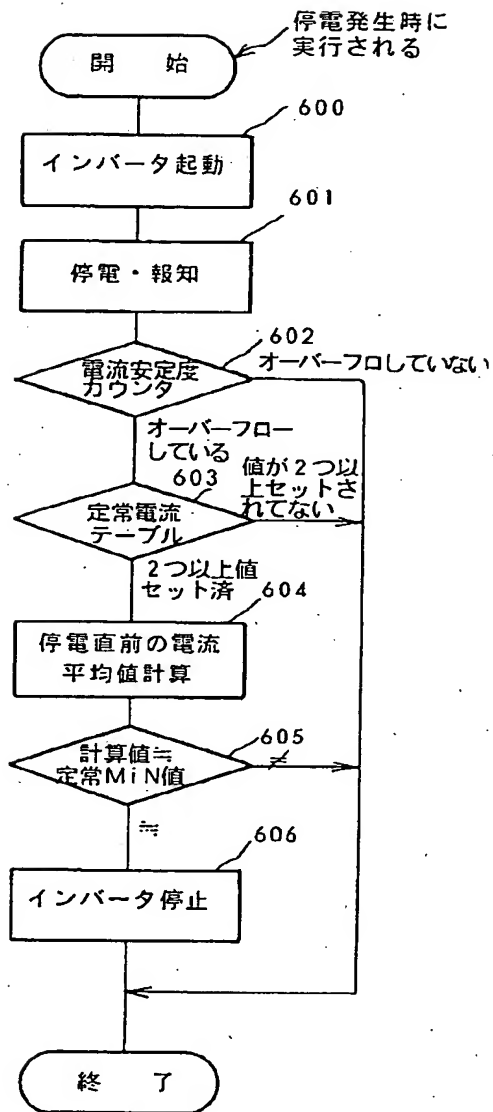 停電発生時に
実行される
開 始
600
インバータ起動
601
停電・報知
602
電流安定度
カウンタ
オーバーフロしていない
オーバーフロー
している
603
値が2つ以
上セットさ
れてない
定常電流
テーブル
2つ以上値
セット済
604
停電直前の電流
平均値計算
605
計算値≒
定常MiN値
≠
≒
606
インバータ停止
終 了